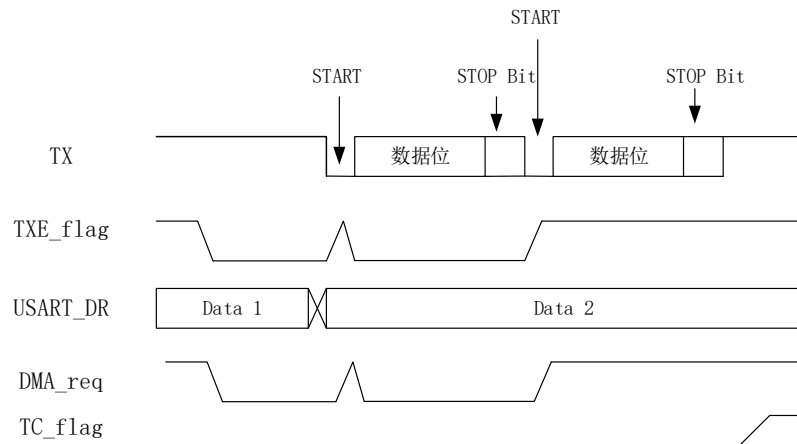 START
START
STOP Bit
STOP Bit
TX
数据位
数据位
TXE_flag
USART_DR
Data 1
Data 2
DMA_req
TC_flag